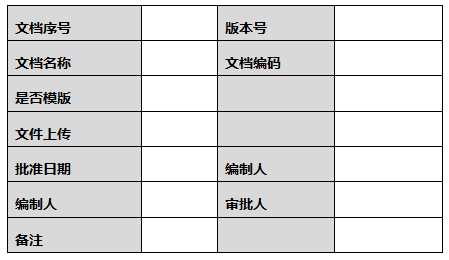 文档序号 版本号
文档名称 文档编码
是否模版
文件上传
批准日期 编制人
编制人 审批人
备注